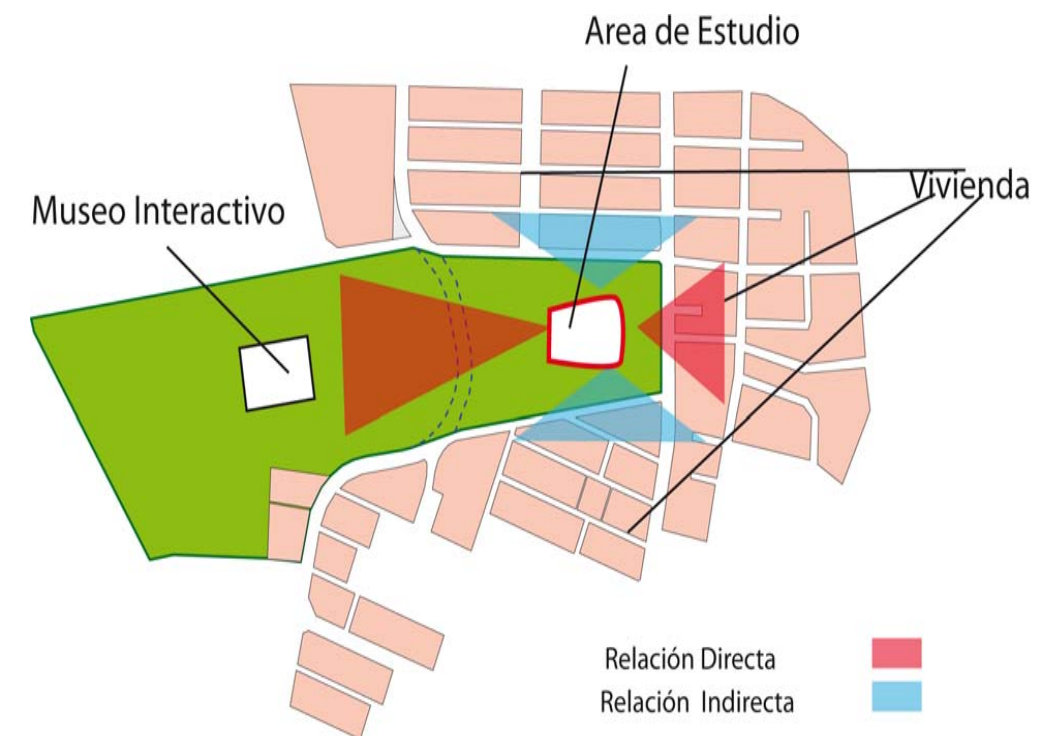 Area de Estudio
Vivienda
Museo Interactivo
Relación Directa
Relación Indirecta